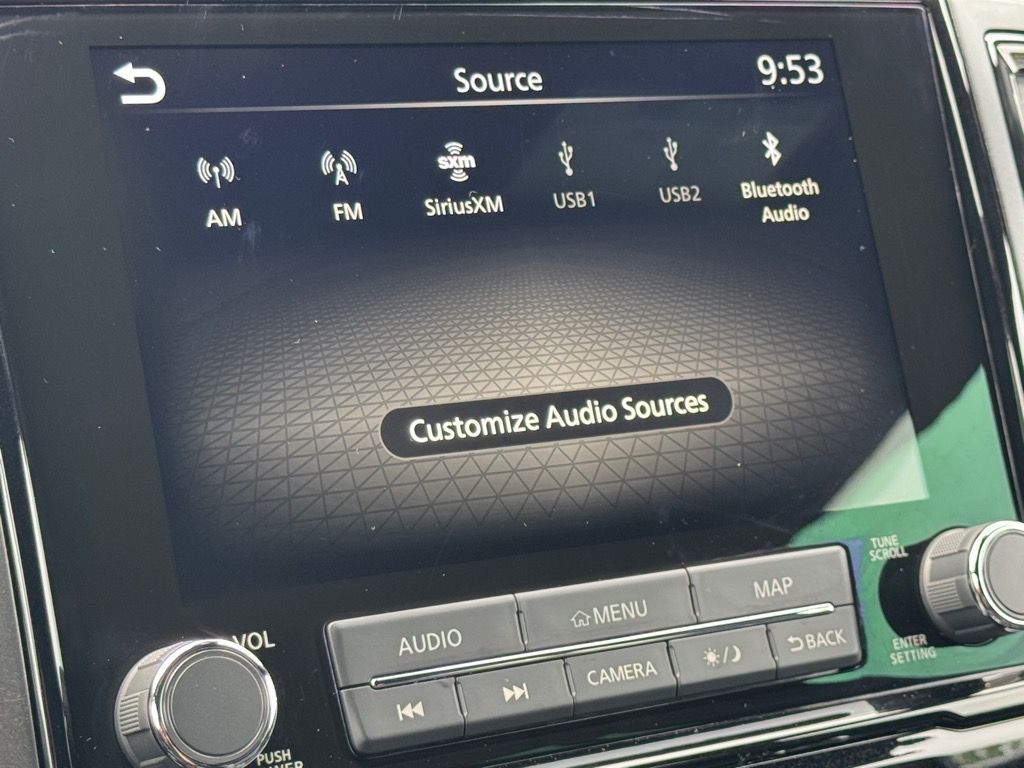 Source
9:53
sxm
AM
FM
SiriusXM
USB1
USB2
Bluetooth
Audio
Customize Audio Sources
TUNE
SCROLL
AUDIO
MENU
MAP
VOL
CAMERA
BACK
ENTER
SETTING
PUSH